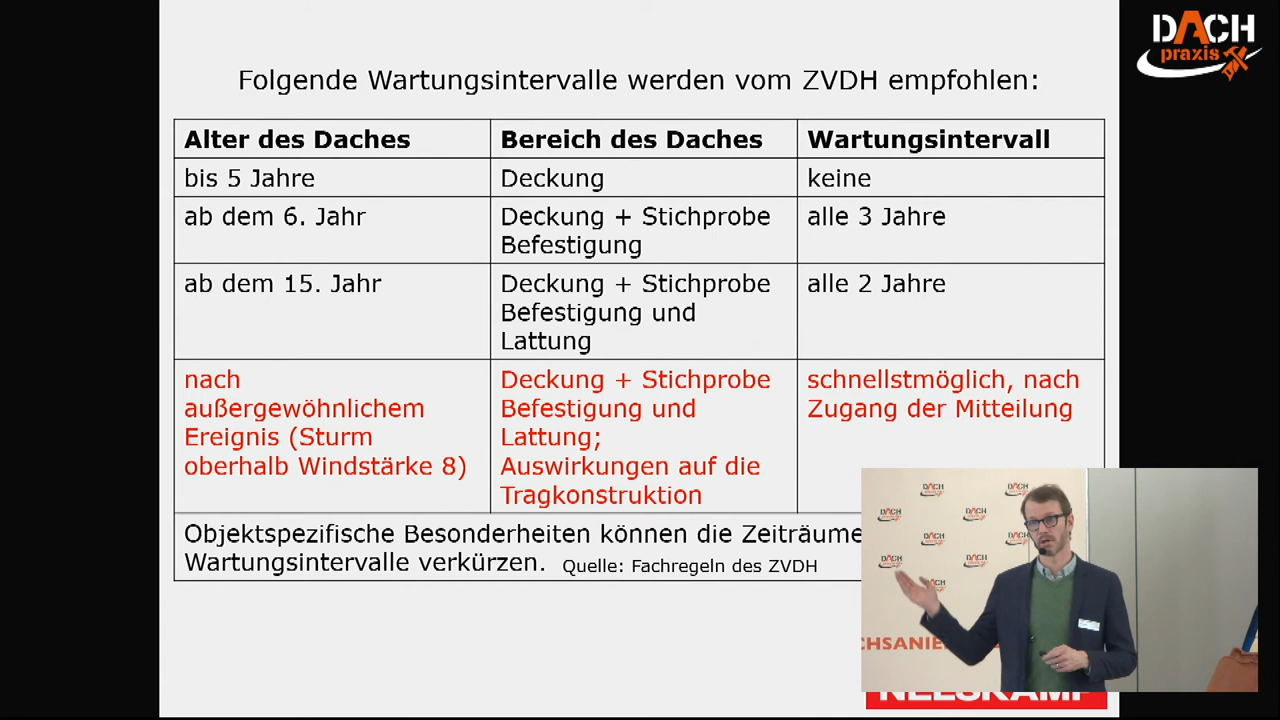 DACH
praxis
Folgende Wartungsintervalle werden vom ZVDH empfohlen:
Alter des Daches Bereich des Daches Wartungsintervall
bis 5 Jahre Deckung keine
ab dem 6. Jahr Deckung + Stichprobe alle 3 Jahre
Befestigung
ab dem 15. Jahr Deckung + Stichprobe alle 2 Jahre
Befestigung und
Lattung
nach Deckung + Stichprobe schnellstmöglich, nach
außergewöhnlichem Befestigung und Zugang der Mitteilung
Ereignis (Sturm Lattung;
oberhalb Windstärke 8) Auswirkungen auf die
Tragkonstruktion
Objektspezifische Besonderheiten können die Zeiträume
Wartungsintervalle verkürzen. Quelle: Fachregeln des ZVDH